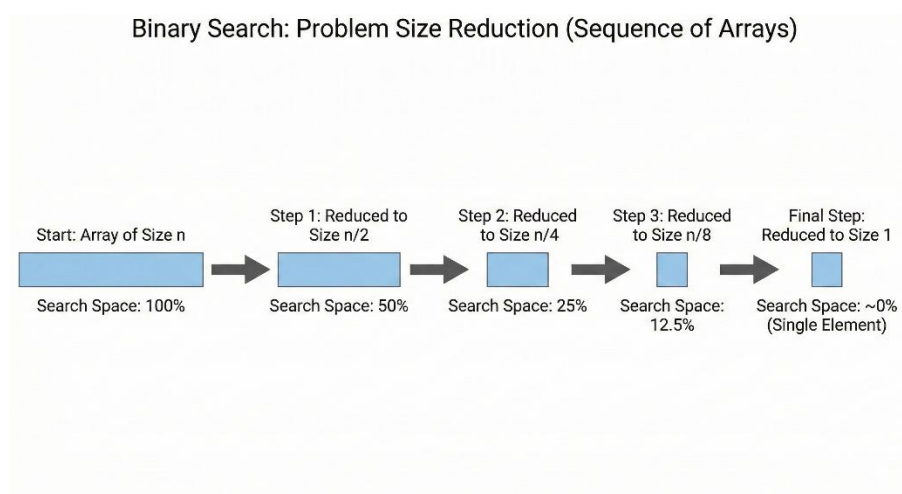 Binary Search: Problem Size Reduction (Sequence of Arrays)
Start: Array of Size n
Search Space: 100%
Step 1: Reduced to
Size n/2
Search Space: 50%
Step 2: Reduced
to Size n/4
Search Space: 25%
Step 3: Reduced
to Size n/8
Search Space:
12.5%
Final Step:
Reduced to Size 1
Search Space: ~0%
(Single Element)